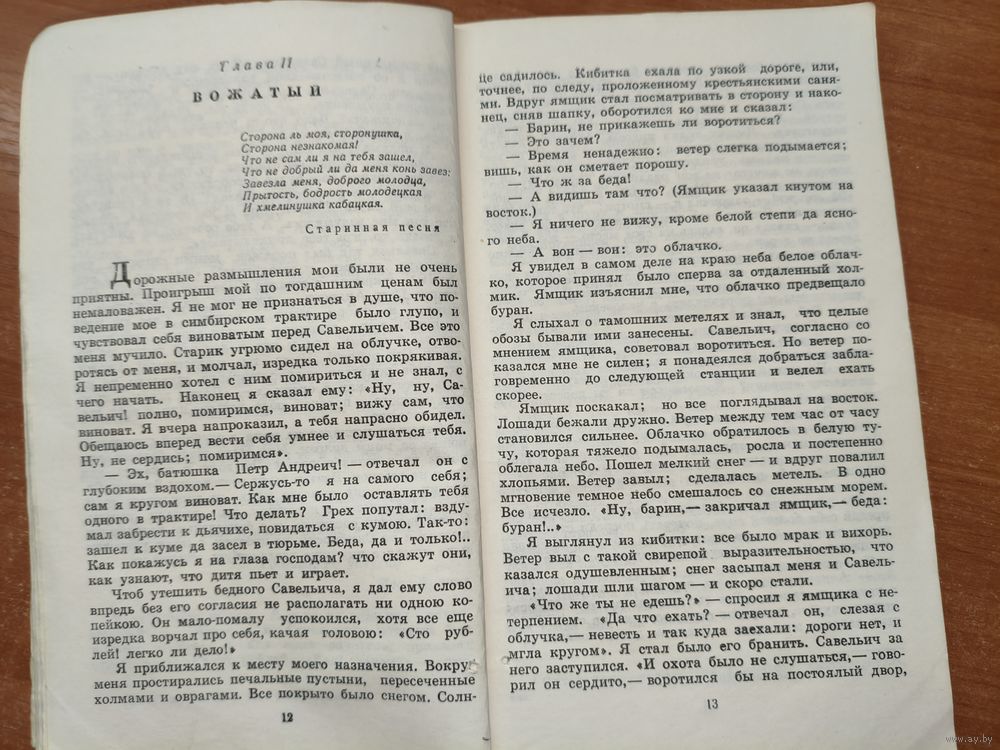 Глава II
ВОЖАТЫЙ
Сторона ль моя, сторонушка,
Сторона незнакомая!
Что не сам ли я на тебя зашел,
Что не добрый ли да меня конь завез:
Завезла меня, доброго молодца,
Прытость, бодрость молодецкая
И хмелинушка кабацкая.
Старинная песня
Дорожные размышления мои были не очень
приятны. Проигрыш мой по тогдашним ценам был
немаловажен. Я не мог не признаться в душе, что по-
ведение мое в симбирском трактире было глупо, и
чувствовал себя виноватым перед Савельичем. Все это
меня мучило. Старик угрюмо сидел на облучке, отво-
ротясь от меня, и молчал, изредка только покрякивая.
Я непременно хотел с ним помириться и не знал, с
чего начать. Наконец я сказал ему: «Ну, ну, Са-
вельич! полно, помиримся, виноват; вижу сам, что
виноват. Я вчера напроказил, а тебя напрасно обидел.
Обещаюсь вперед вести себя умнее и слушаться тебя.
Ну, не сердись; помиримся».
— Эх, батюшка Петр Андреич! — отвечал он с
глубоким вздохом.— Сержусь-то я на самого себя;
сам я кругом виноват. Как мне было оставлять тебя
одного в трактире! Что делать? Грех попутал: взду-
мал забрести к дьячихе, повидаться с кумою. Так-то:
зашел к куме да засел в тюрьме. Беда, да и только!..
Как покажусь я на глаза господам? что скажут они,
как узнают, что дитя пьет и играет.
Чтоб утешить бедного Савельича, я дал ему слово
впредь без его согласия не располагать ни одною ко-
пейкою. Он мало-помалу успокоился, хотя все еще
изредка ворчал про себя, качая головою: «Сто руб-
лей! легко ли дело!»
Я приближался к месту моего назначения. Вокруг
меня простирались печальные пустыни, пересеченные
холмами и оврагами. Все покрыто было снегом. Солн-
12
це садилось. Кибитка ехала по узкой дороге, или,
точнее, по следу, проложенному крестьянскими саня-
ми. Вдруг ямщик стал посматривать в сторону и нако-
нец, сняв шапку, оборотился ко мне и сказал:
— Барин, не прикажешь ли воротиться?
— Это зачем?
— Время ненадежно: ветер слегка подымается;
вишь, как он сметает порошу.
— Что ж за беда!
— А видишь там что? (Ямщик указал кнутом на
восток.)
— Я ничего не вижу, кроме белой степи да ясно-
го неба.
— А вон — вон: это облачко.
Я увидел в самом деле на краю неба белое облач-
ко, которое принял было сперва за отдаленный хол-
мик. Ямщик изъяснил мне, что облачко предвещало
буран.
Я слыхал о тамошних метелях и знал, что целые
обозы бывали ими занесены. Савельич, согласно со
мнением ямщика, советовал воротиться. Но ветер по-
казался мне не силен; я понадеялся добраться забла-
говременно до следующей станции и велел ехать
скорее.
Ямщик поскакал; но все поглядывал на восток.
Лошади бежали дружно. Ветер между тем час от часу
становился сильнее. Облачко обратилось в белую ту-
чу, которая тяжело подымалась, росла и постепенно
облегала небо. Пошел мелкий снег — и вдруг повалил
хлопьями. Ветер завыл; сделалась метель. В одно
мгновение темное небо смешалось со снежным морем.
Все исчезло. «Ну, барин,— закричал ямщик,— беда:
буран!..»
Я выглянул из кибитки: все было мрак и вихорь.
Ветер выл с такой свирепой выразительностью, что
казался одушевленным; снег засыпал меня и Савель-
ича; лошади шли шагом — и скоро стали.
«Что же ты не едешь?» — спросил я ямщика с не-
терпением. «Да что ехать? — отвечал он, слезая с
облучка,— невесть и так куда заехали: дороги нет, и
мгла кругом». Я стал было его бранить. Савельич за
него заступился. «И охота было не слушаться,— гово-
рил он сердито,— воротился бы на постоялый двор,
13
www.ay.by